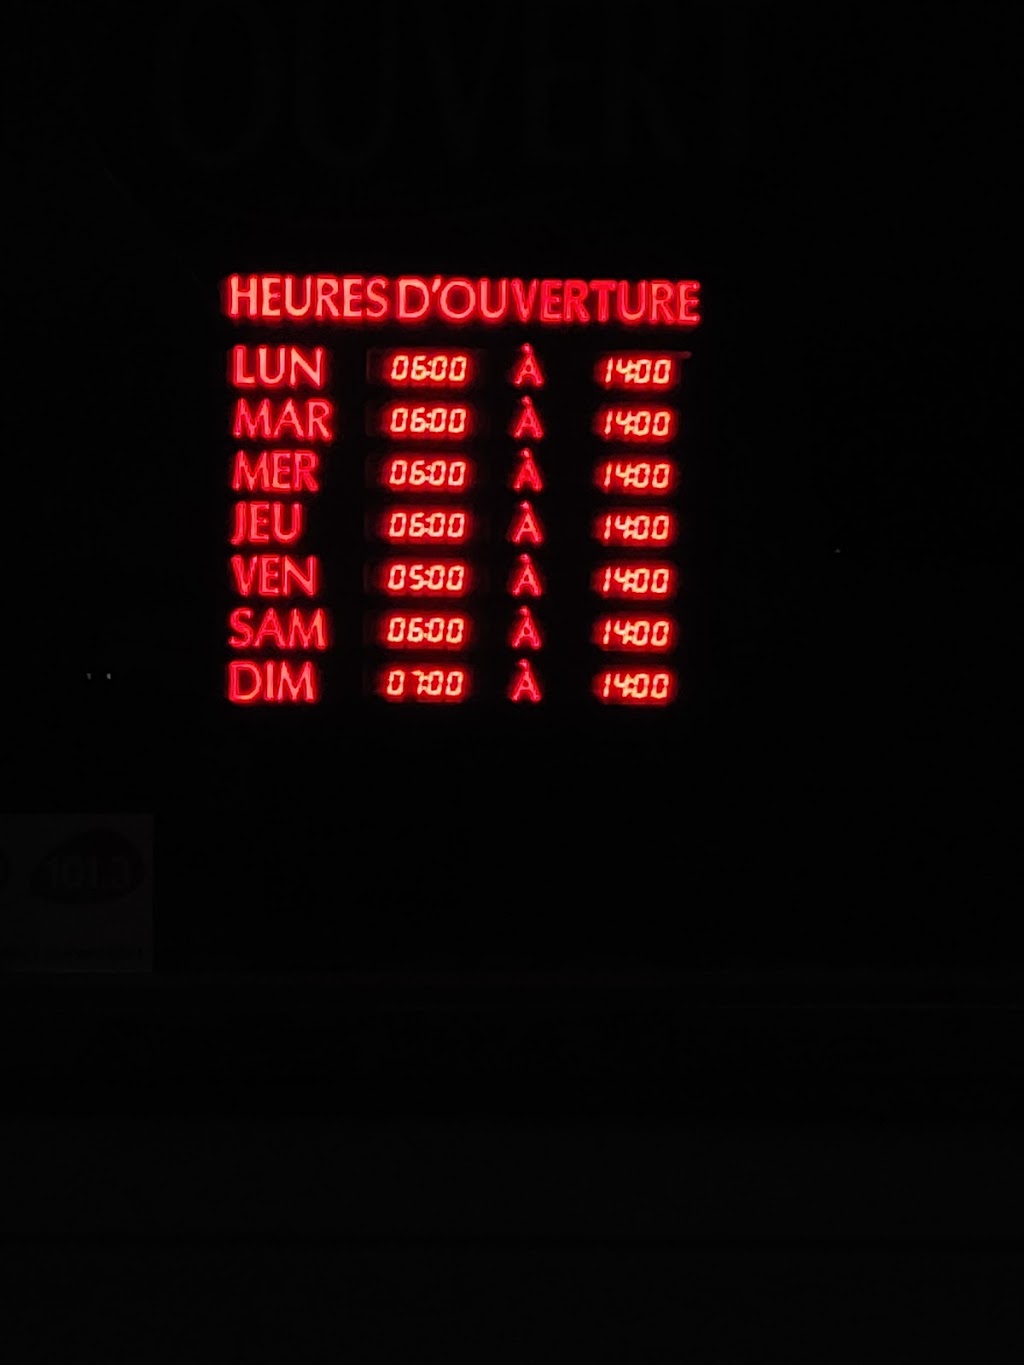 OUVERT
HEURES D'OUVERTURE
LUN 06:00 À 14:00
MAR 06:00 À 14:00
MER 06:00 À 14:00
JEU 06:00 À 14:00
VEN 05:00 À 14:00
SAM 06:00 À 14:00
DIM 07:00 À 14:00